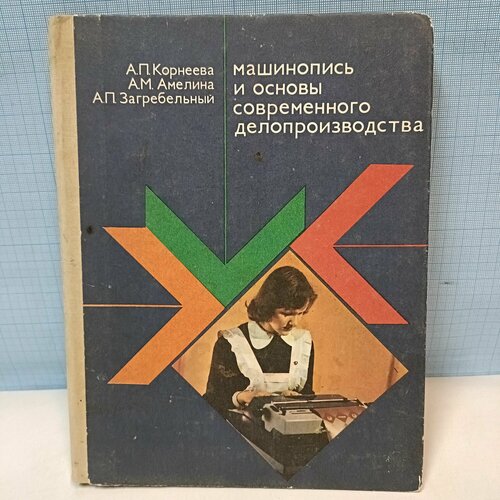 А.П.Корнеева
А.М. Амелина
А.П.Загребельный
машинопись
и основы
современного
делопроизводства